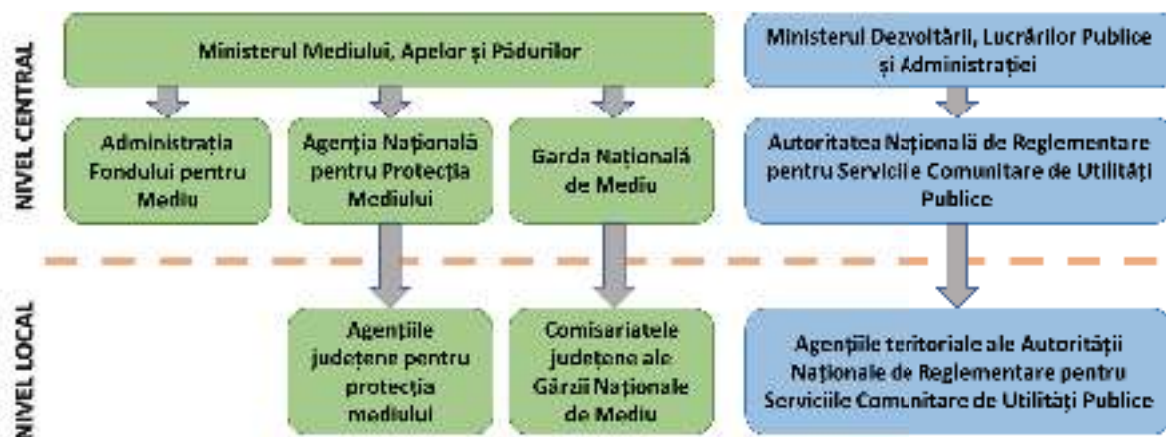 NIVEL CENTRAL
Ministerul Mediului, Apelor și Pădurilor
Ministerul Dezvoltării, Lucrărilor Publice
și Administrației
Administrația
Fondului pentru
Mediu
Agenția Națională
pentru Protecția
Mediului
Garda Națională
de Mediu
Autoritatea Națională de Reglementare
pentru Serviciile Comunitare de Utilități
Publice
NIVEL LOCAL
Agențiile
județene pentru
protecția
mediului
Comisariatele
județene ale
Gărzii Naționale
de Mediu
Agențiile teritoriale ale Autorității
Naționale de Reglementare pentru
Serviciile Comunitare de Utilități Publice